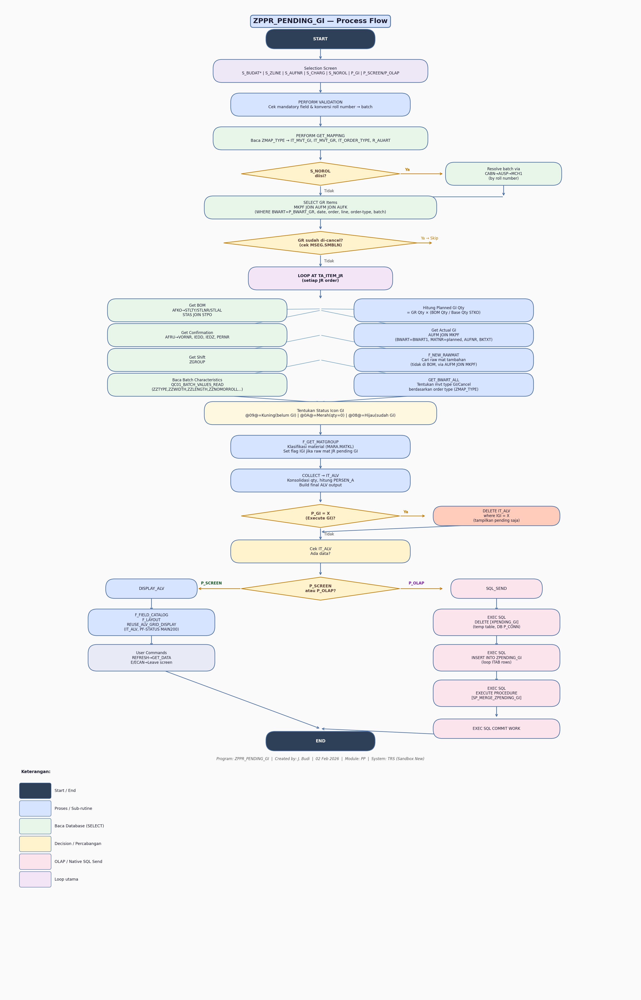 ZPPR_PENDING_GI — Process Flow
START
Selection Screen
S_BUDAT* | S_ZLINE | S_AUFNR | S_CHARG | S_NOROL | P_GI | P_SCREEN/P_OLAP
PERFORM VALIDATION
Cek mandatory field & konversi roll number → batch
PERFORM GET_MAPPING
Baca ZMAP_TYPE → IT_MVT_GI, IT_MVT_GR, IT_ORDER_TYPE, R_AUART
S_NOROL
diisi?
Ya
Resolve batch via
CABN→AUSP→MCH1
(by roll number)
Tidak
SELECT GR Items
MKPF JOIN AUFM JOIN AUFK
(WHERE BWART=P_BWART_GR, date, order, line, order-type, batch)
GR sudah di-cancel?
(cek MSEG.SMBLN)
Ya → Skip
Tidak
LOOP AT TA_ITEM_JR
(setiap JR order)
Get BOM
AFKO→STLTY/STLNR/STLAL
STAS JOIN STPO
Hitung Planned GI Qty
= GR Qty × (BOM Qty / Base Qty STKO)
Get Confirmation
AFRU→VORNR, IEDD, IEDZ, PERNR
Get Actual GI
AUFM JOIN MKPF
(BWART=BWART1, MATNR=planned, AUFNR, BKTXT)
Get Shift
ZGROUP
F_NEW_RAWMAT
Cari raw mat tambahan
(tidak di BOM, via AUFM JOIN MKPF)
Baca Batch Characteristics
QC01_BATCH_VALUES_READ
(ZZTYPE,ZZWIDTH,ZZLENGTH,ZZNOMORROLL...)
GET_BWART_ALL
Tentukan mvt type GI/Cancel
berdasarkan order type (ZMAP_TYPE)
Tentukan Status Icon GI
@09@=Kuning(belum GI) | @0A@=Merah(qty=0) | @08@=Hijau(sudah GI)
F_GET_MATGROUP
Klasifikasi material (MARA.MATKL)
Set flag IGI jika raw mat JR pending GI
COLLECT → IT_ALV
Konsolidasi qty, hitung PERSEN_A
Build final ALV output
P_GI = X
(Execute GI)?
Ya
DELETE IT_ALV
where IGI = X
(tampilkan pending saja)
Tidak
Cek IT_ALV
Ada data?
DISPLAY_ALV
P_SCREEN
P_SCREEN
atau P_OLAP?
P_OLAP
SQL_SEND
F_FIELD_CATALOG
F_LAYOUT
REUSE_ALV_GRID_DISPLAY
(IT_ALV, PF-STATUS MAIN200)
EXEC SQL
DELETE [XPENDING_GI]
(temp table, DB P_CONN)
User Commands
REFRESH→GET_DATA
E/ECAN→Leave screen
EXEC SQL
INSERT INTO ZPENDING_GI
(loop ITAB rows)
EXEC SQL
EXECUTE PROCEDURE
[SP_MERGE_ZPENDING_GI]
EXEC SQL COMMIT WORK
END
Program: ZPPR_PENDING_GI | Created by: J. Budi | 02 Feb 2026 | Module: PP | System: TRS (Sandbox New)
Keterangan:
Start / End
Proses / Sub-rutine
Baca Database (SELECT)
Decision / Percabangan
OLAP / Native SQL Send
Loop utama